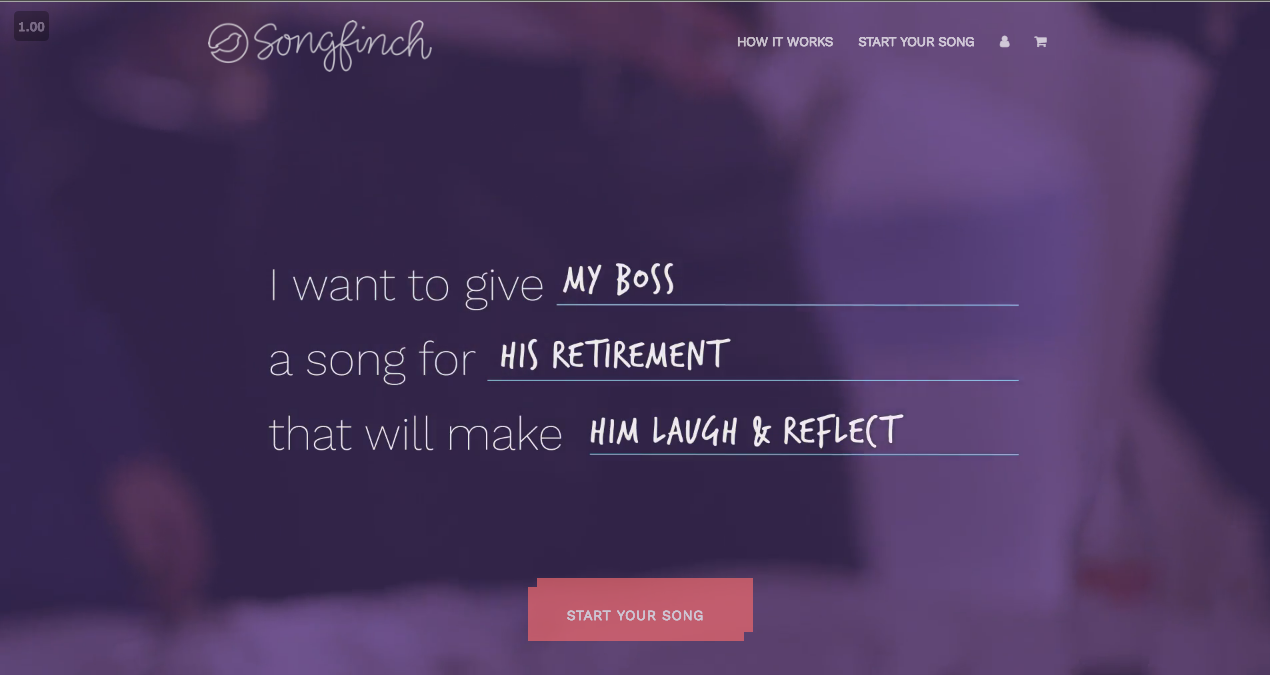 1.00
Songfinch
HOW IT WORKS
START YOUR SONG
I want to give MY BOSS
a song for HIS RETIREMENT
that will make HIM LAUGH & REFLECT
START YOUR SONG